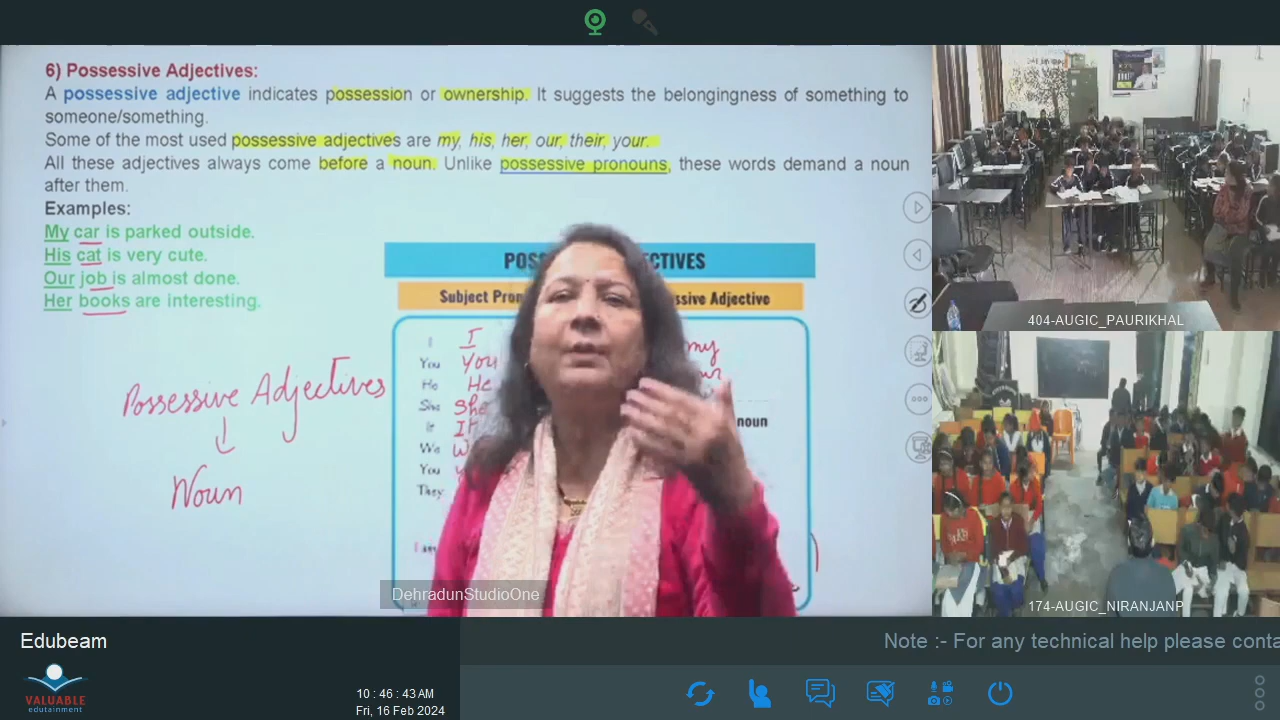 6) Possessive Adjectives:
A possessive adjective indicates possession or ownership. It suggests the belongingness of something to
someone/something.
Some of the most used possessive adjectives are my, his, her, our, their, your.
All these adjectives always come before a noun. Unlike possessive pronouns, these words demand a noun
after them.
Examples:
My car is parked outside.
His cat is very cute.
Our job is almost done.
Her books are interesting.
Subject Adjective
I I my
You You
He He
She She
It It noun
We
You
They
Possessive Adjectives
↓
Noun
DehradunStudioOne
404-AUGIC_PAURIKHAL
174-AUGIC_NIRANJANP
Edubeam
Note :- For any technical help please conta
VALUABLE
edutainment
10 : 46 : 43 AM
Fri, 16 Feb 2024